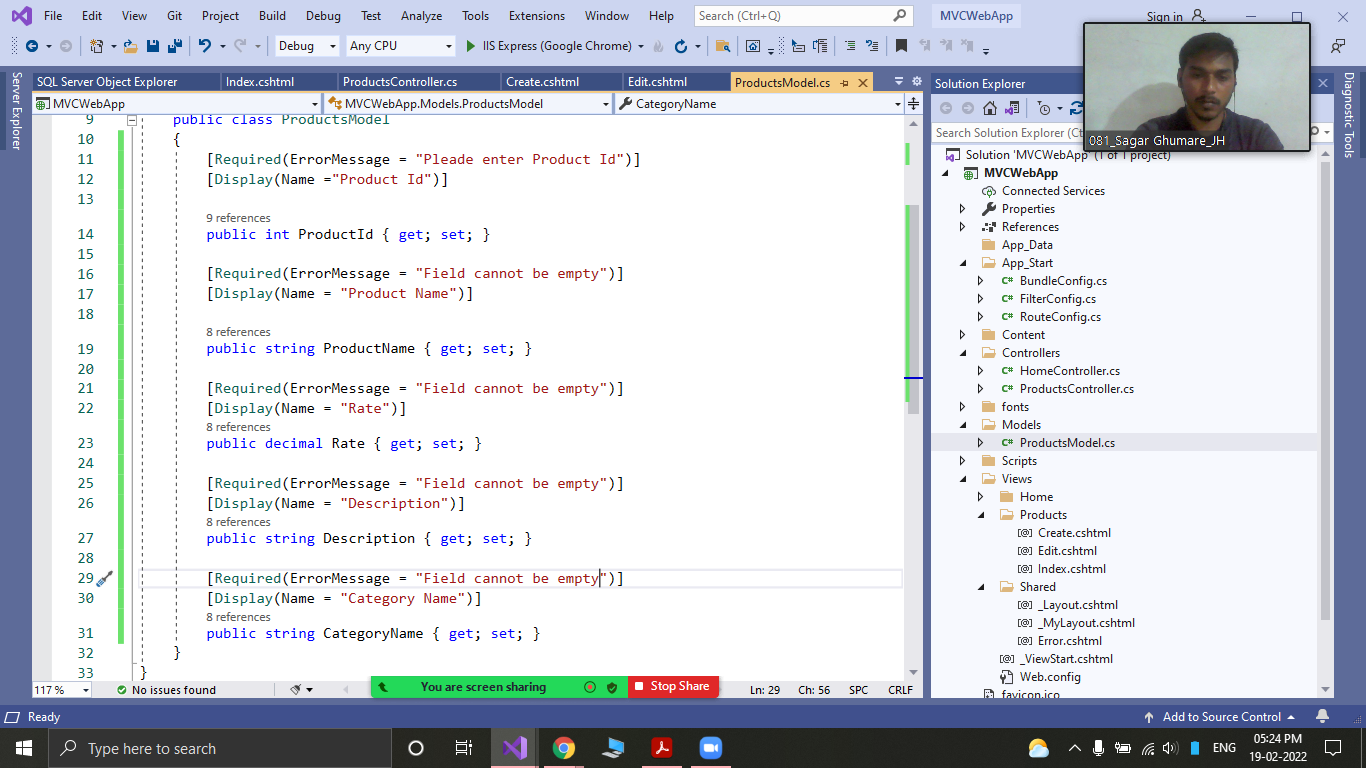 File Edit View Git Project Build Debug Test Analyze Tools Extensions Window Help Search (Ctrl+Q) MVCWebApp Sign in
Debug Any CPU IIS Express (Google Chrome)
SQL Server Object Explorer Index.cshtml ProductsController.cs Create.cshtml Edit.cshtml ProductsModel.cs
MVCWebApp MVCWebApp.Models.ProductsModel CategoryName
Server Explorer
9 public class ProductsModel
10 {
11 [Required(ErrorMessage = "Pleade enter Product Id")]
12 [Display(Name ="Product Id")]
13
9 references
14 public int ProductId { get; set; }
15
16 [Required(ErrorMessage = "Field cannot be empty")]
17 [Display(Name = "Product Name")]
18
8 references
19 public string ProductName { get; set; }
20
21 [Required(ErrorMessage = "Field cannot be empty")]
22 [Display(Name = "Rate")]
8 references
23 public decimal Rate { get; set; }
24
25 [Required(ErrorMessage = "Field cannot be empty")]
26 [Display(Name = "Description")]
8 references
27 public string Description { get; set; }
28
29 [Required(ErrorMessage = "Field cannot be empty")]
30 [Display(Name = "Category Name")]
8 references
31 public string CategoryName { get; set; }
32 }
33 }
117 % No issues found You are screen sharing Stop Share Ln: 29 Ch: 56 SPC CRLF
Solution Explorer
Search Solution Explorer (Ct
081_Sagar Ghumare_JH
Solution 'MVCWebApp' (1 of 1 project)
MVCWebApp
Connected Services
Properties
References
App_Data
App_Start
C# BundleConfig.cs
C# FilterConfig.cs
C# RouteConfig.cs
Content
Controllers
C# HomeController.cs
C# ProductsController.cs
fonts
Models
C# ProductsModel.cs
Scripts
Views
Home
Products
[@] Create.cshtml
[@] Edit.cshtml
[@] Index.cshtml
Shared
[@] _Layout.cshtml
[@] _MyLayout.cshtml
[@] Error.cshtml
[@] _ViewStart.cshtml
Web.config
favicon.ico
Diagnostic Tools
Ready Add to Source Control
Type here to search ENG 05:24 PM
19-02-2022